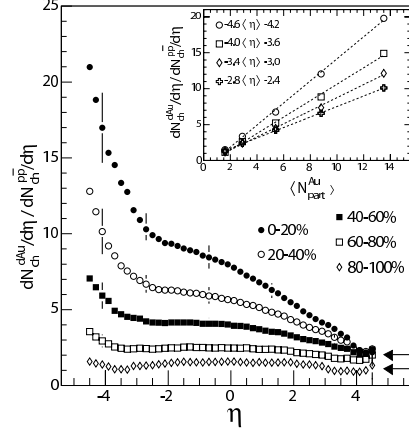 25
20
15
10
5
0
dN_ch^dAu/dη / dN_ch^pp̅/dη
-4 -2 0 2 4
η
20
15
10
5
0
dN_ch^dAu/dη / dN_ch^pp̅/dη
-4.6⟨ η⟩ -4.2
-4.0⟨ η⟩ -3.6
-3.4⟨ η⟩ -3.0
-2.8⟨ η⟩ -2.4
0 2 4 6 8 10 12 14
⟨ N_part^Au ⟩
0-20%
20-40%
40-60%
60-80%
80-100%